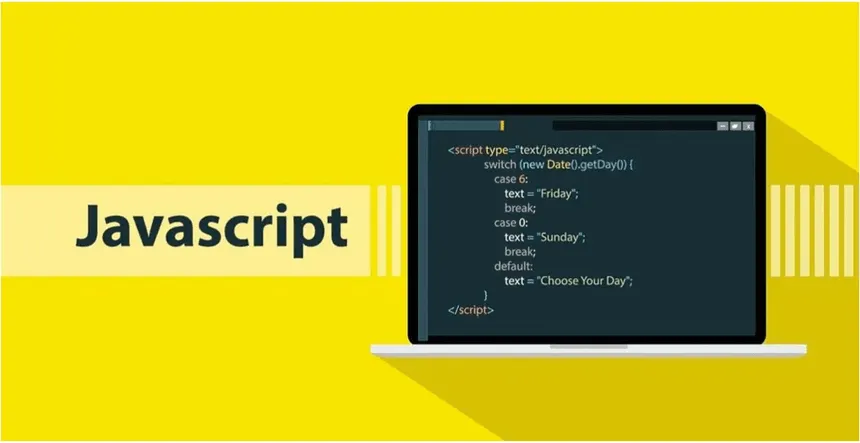 Javascript
<script type="text/javascript">
switch (new Date().getDay()) {
case 6:
text = "Friday";
break;
case 0:
text = "Sunday";
break;
default:
text = "Choose Your Day";
}
</script>